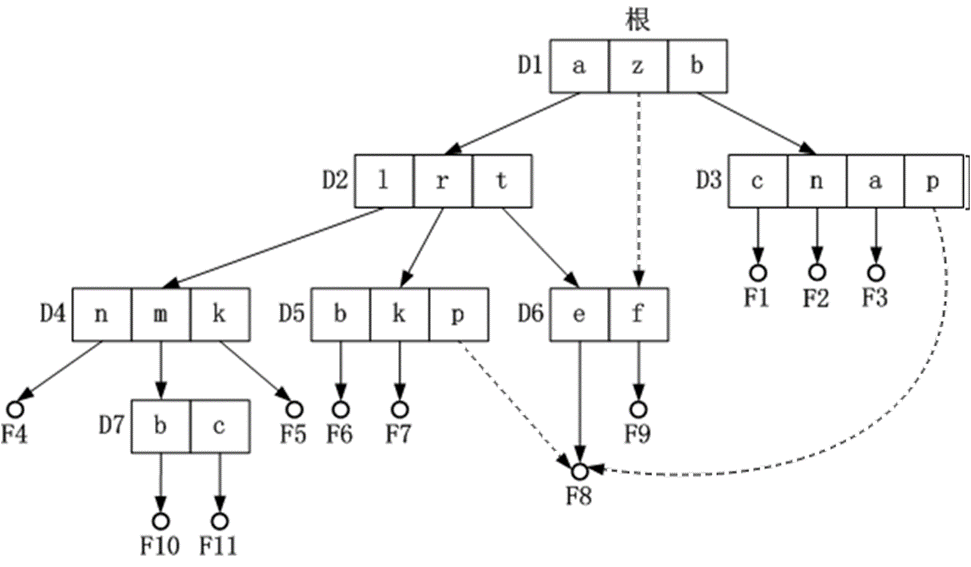 根
D1 a z b
D2 l r t
D3 c n a p
F1 F2 F3
D4 n m k
D5 b k p
D6 e f
F4
D7 b c
F5 F6 F7
F9
F8
F10 F11